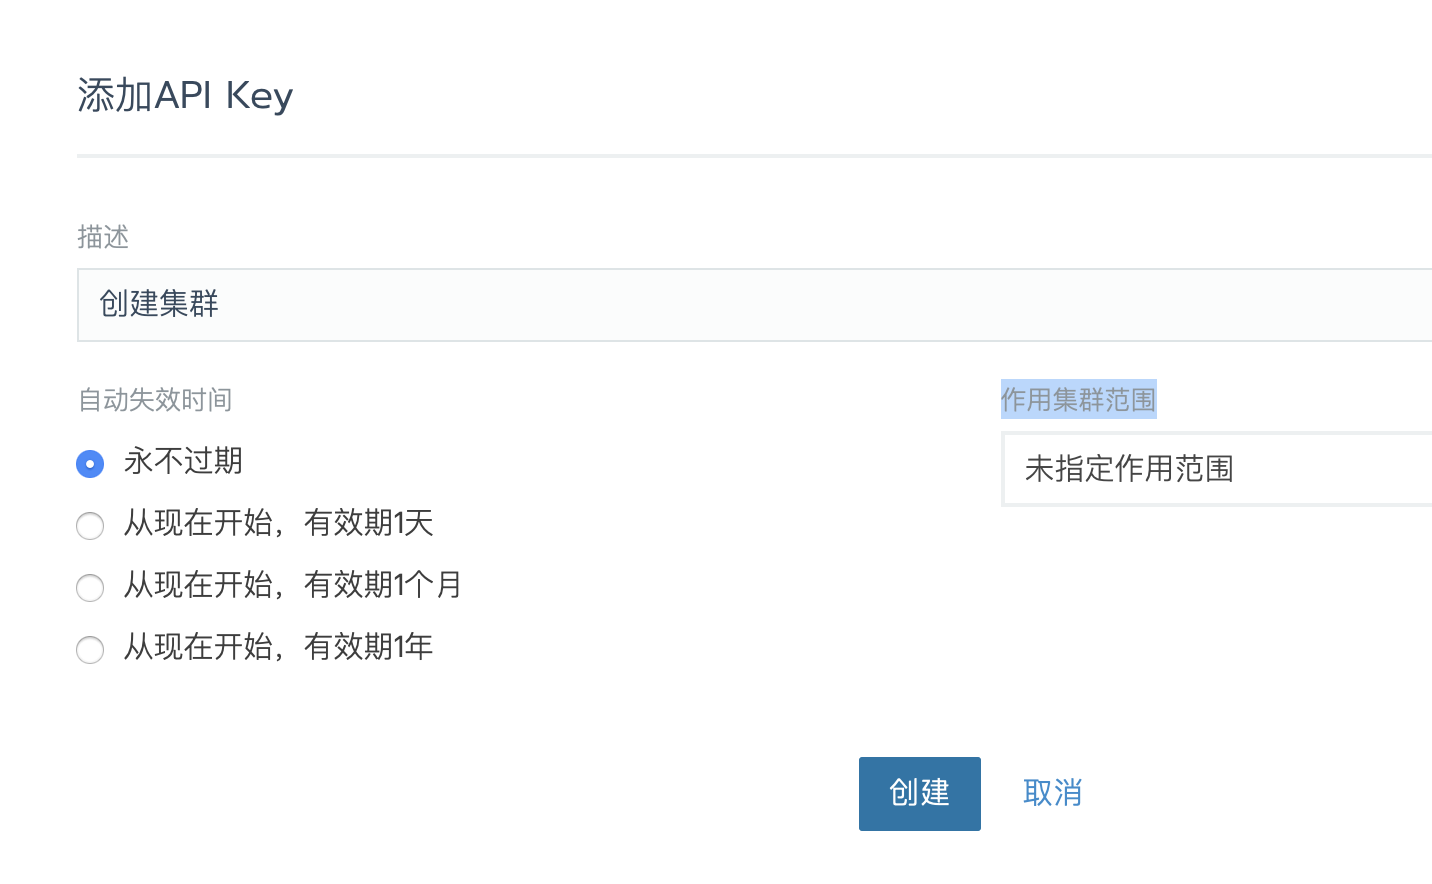 添加API Key
描述
创建集群
自动失效时间
作用集群范围
永不过期
未指定作用范围
从现在开始，有效期1天
从现在开始，有效期1个月
从现在开始，有效期1年
创建
取消